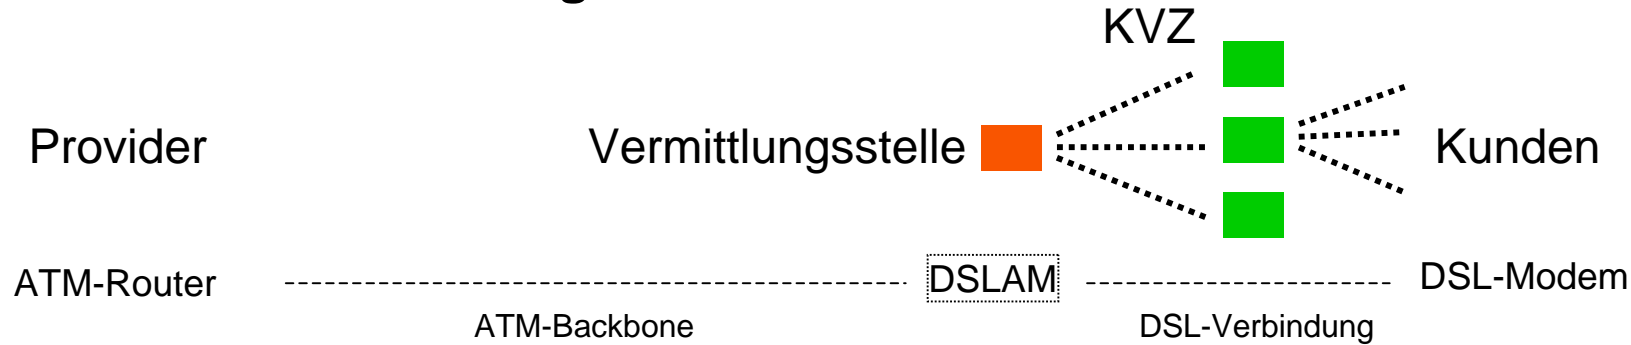 KVZ
Provider
Vermittlungsstelle
Kunden
ATM-Router
DSLAM
DSL-Modem
ATM-Backbone
DSL-Verbindung